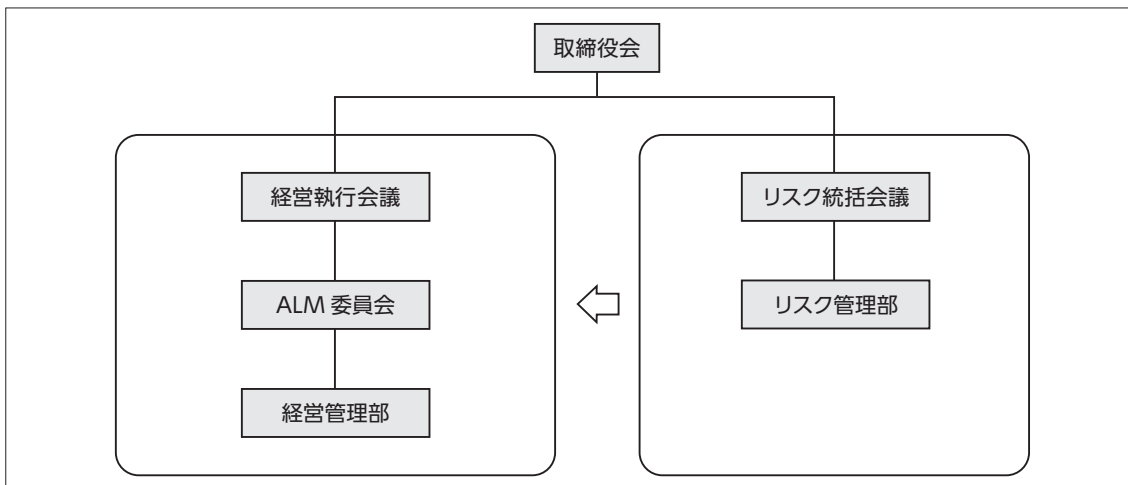 取締役会
経営執行会議
リスク統括会議
ALM 委員会
リスク管理部
経営管理部